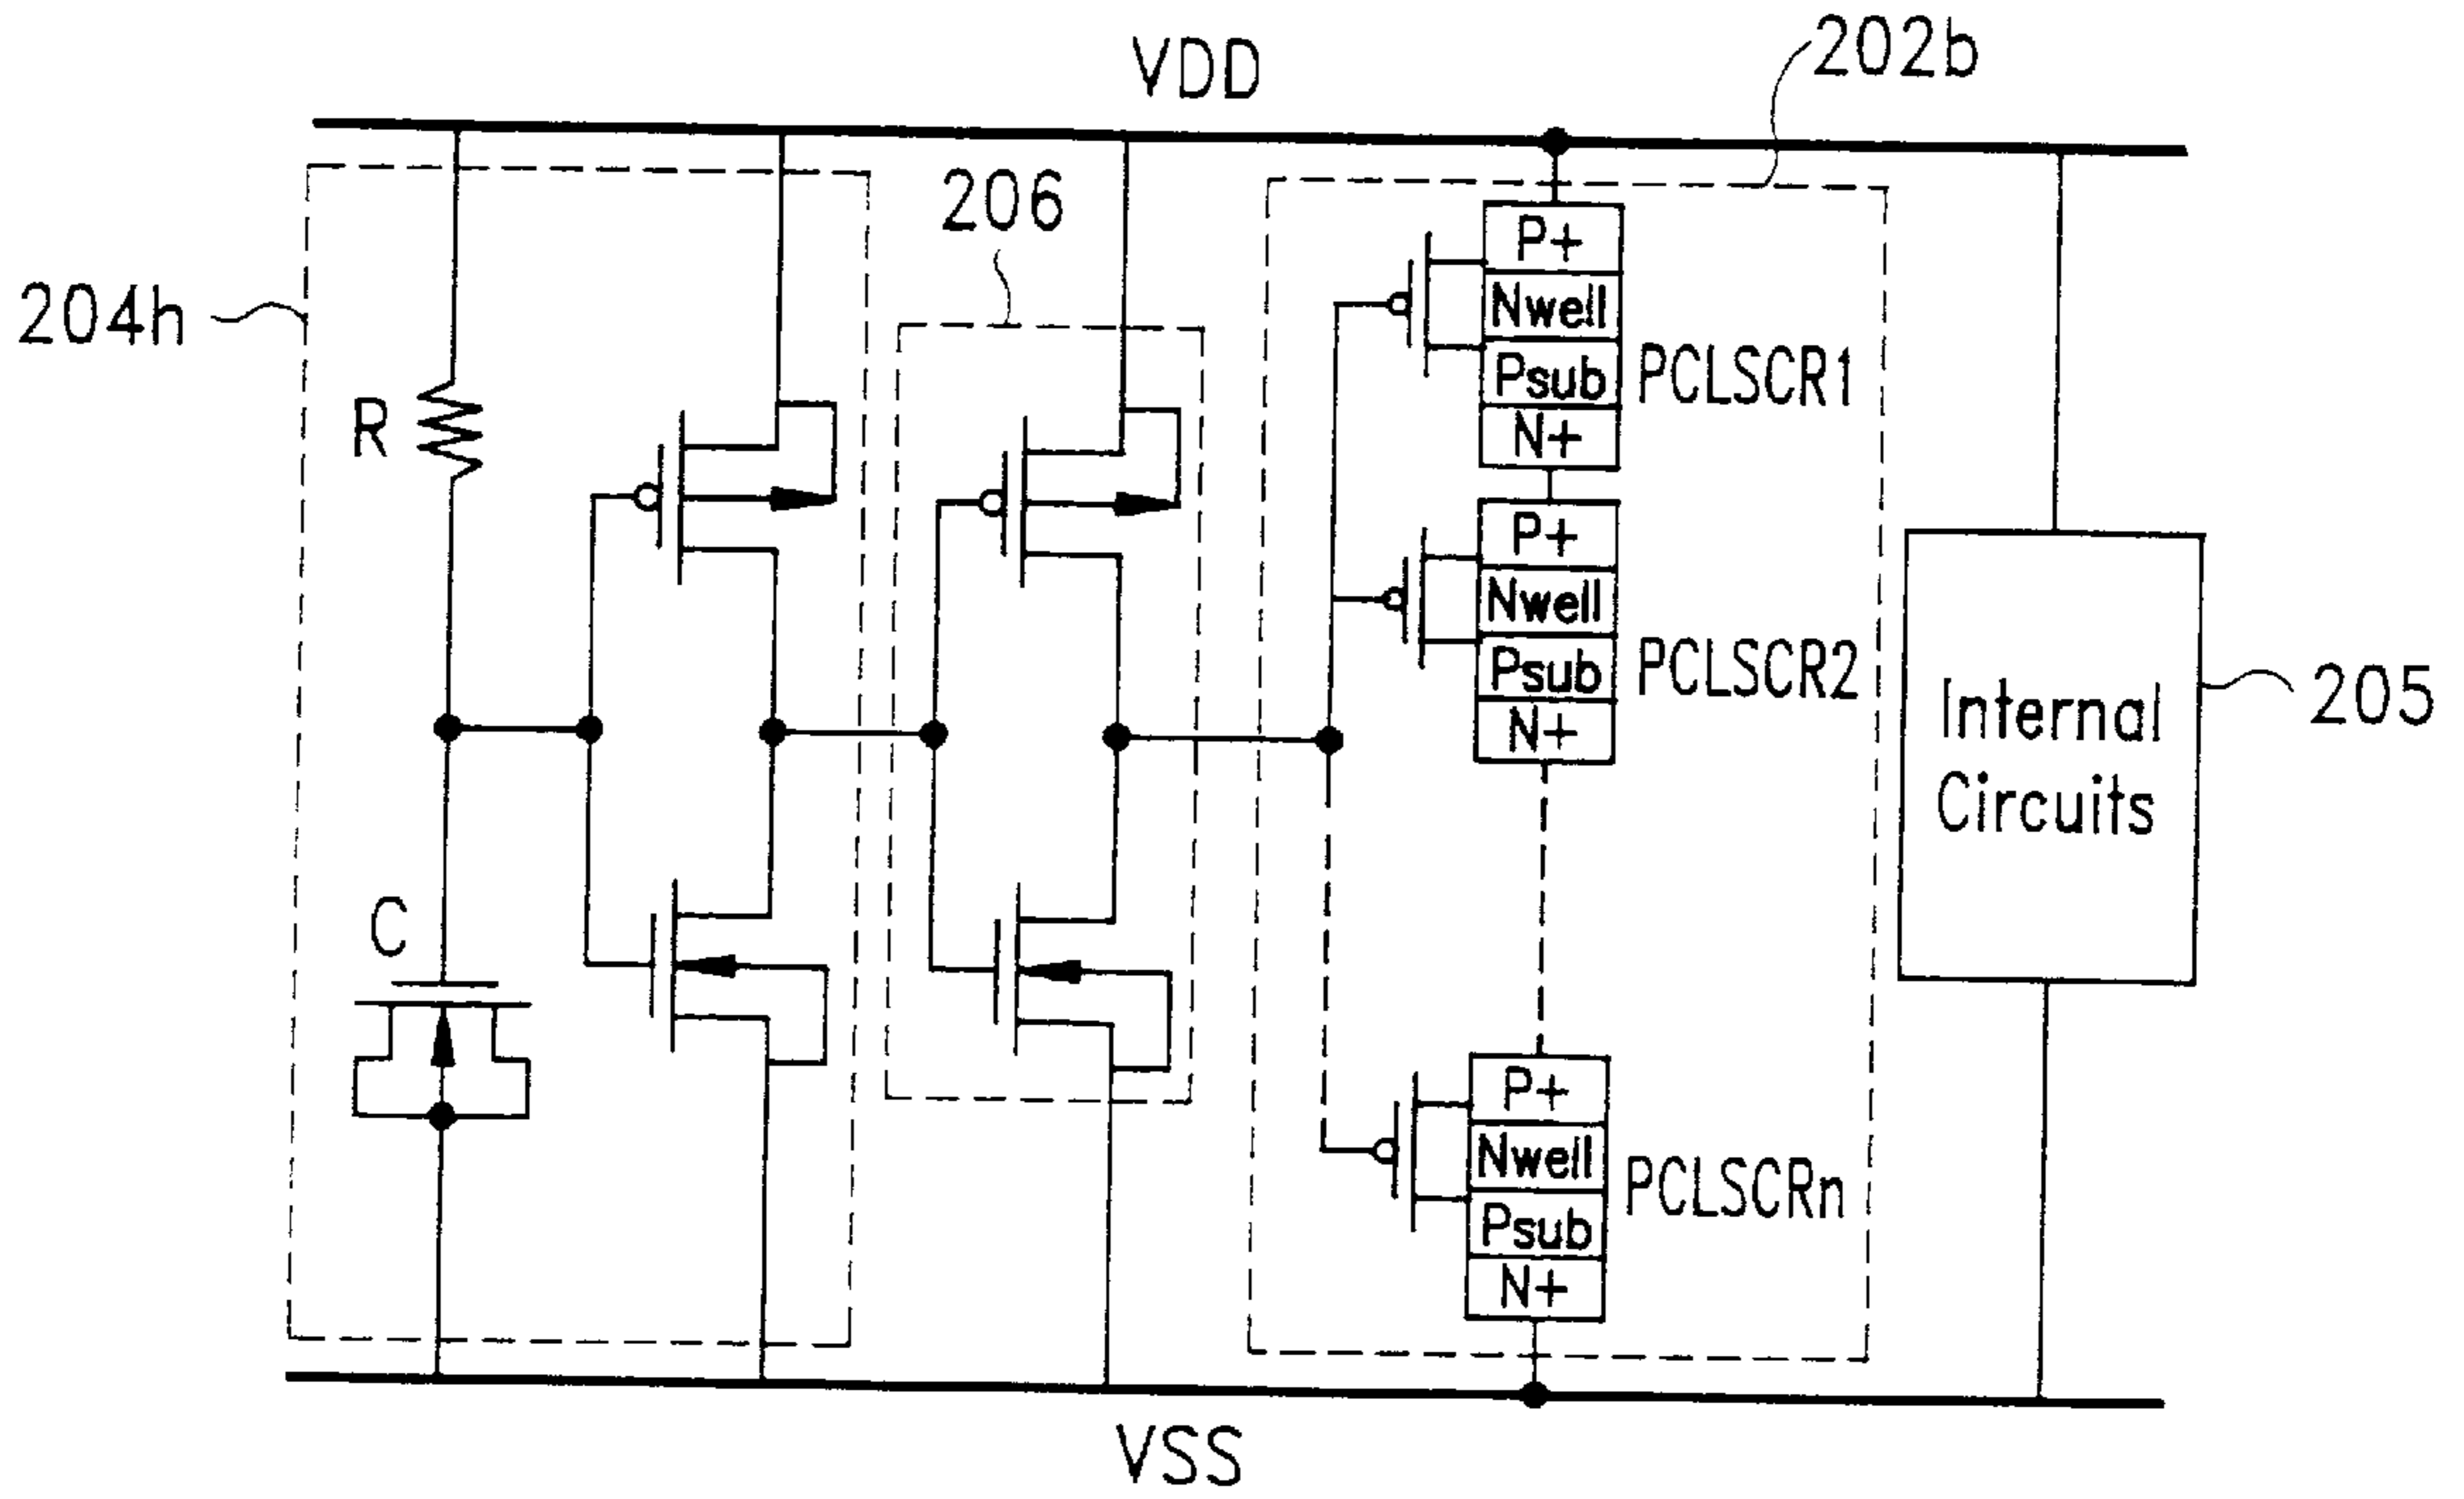 VDD
202b
206
204h
R
C
P+
Nwell
Psub
N+
PCLSCR1
P+
Nwell
Psub
N+
PCLSCR2
P+
Nwell
Psub
N+
PCLSCRn
Internal
Circuits
205
VSS